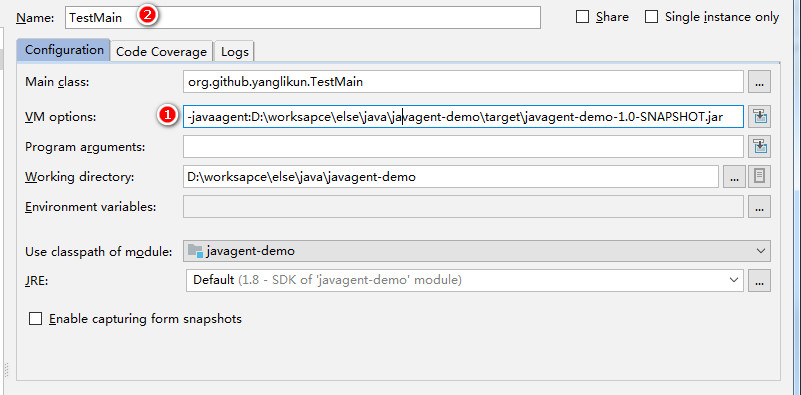 Name: TestMain 2 Share Single instance only
Configuration Code Coverage Logs
Main class: org.github.yanglikun.TestMain ...
VM options: 1 -javaagent:D:\worksapce\else\java\javagent-demo\target\javagent-demo-1.0-SNAPSHOT.jar
Program arguments:
Working directory: D:\worksapce\else\java\javagent-demo ...
Environment variables: ...
Use classpath of module: javagent-demo
JRE: Default (1.8 - SDK of 'javagent-demo' module) ...
Enable capturing form snapshots